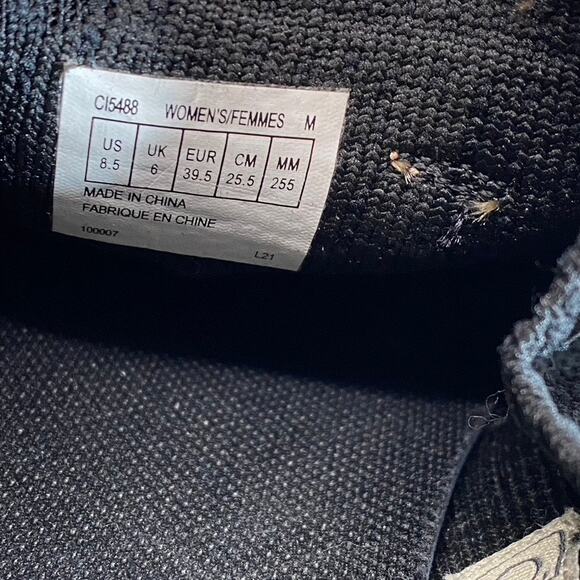 CI5488 WOMEN'S/FEMMES M
US UK EUR CM MM
8.5 6 39.5 25.5 255
MADE IN CHINA
FABRIQUE EN CHINE
100007 L21